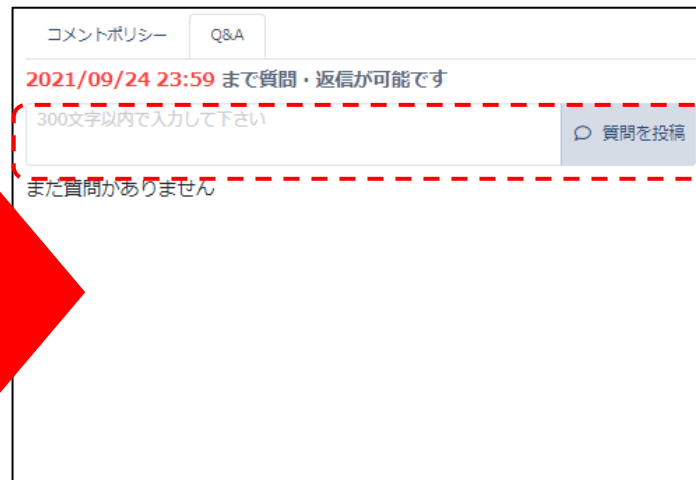 コメントポリシー Q&A
2021/09/24 23:59 まで質問・返信が可能です
300文字以内で入力して下さい
質問を投稿
まだ質問がありません